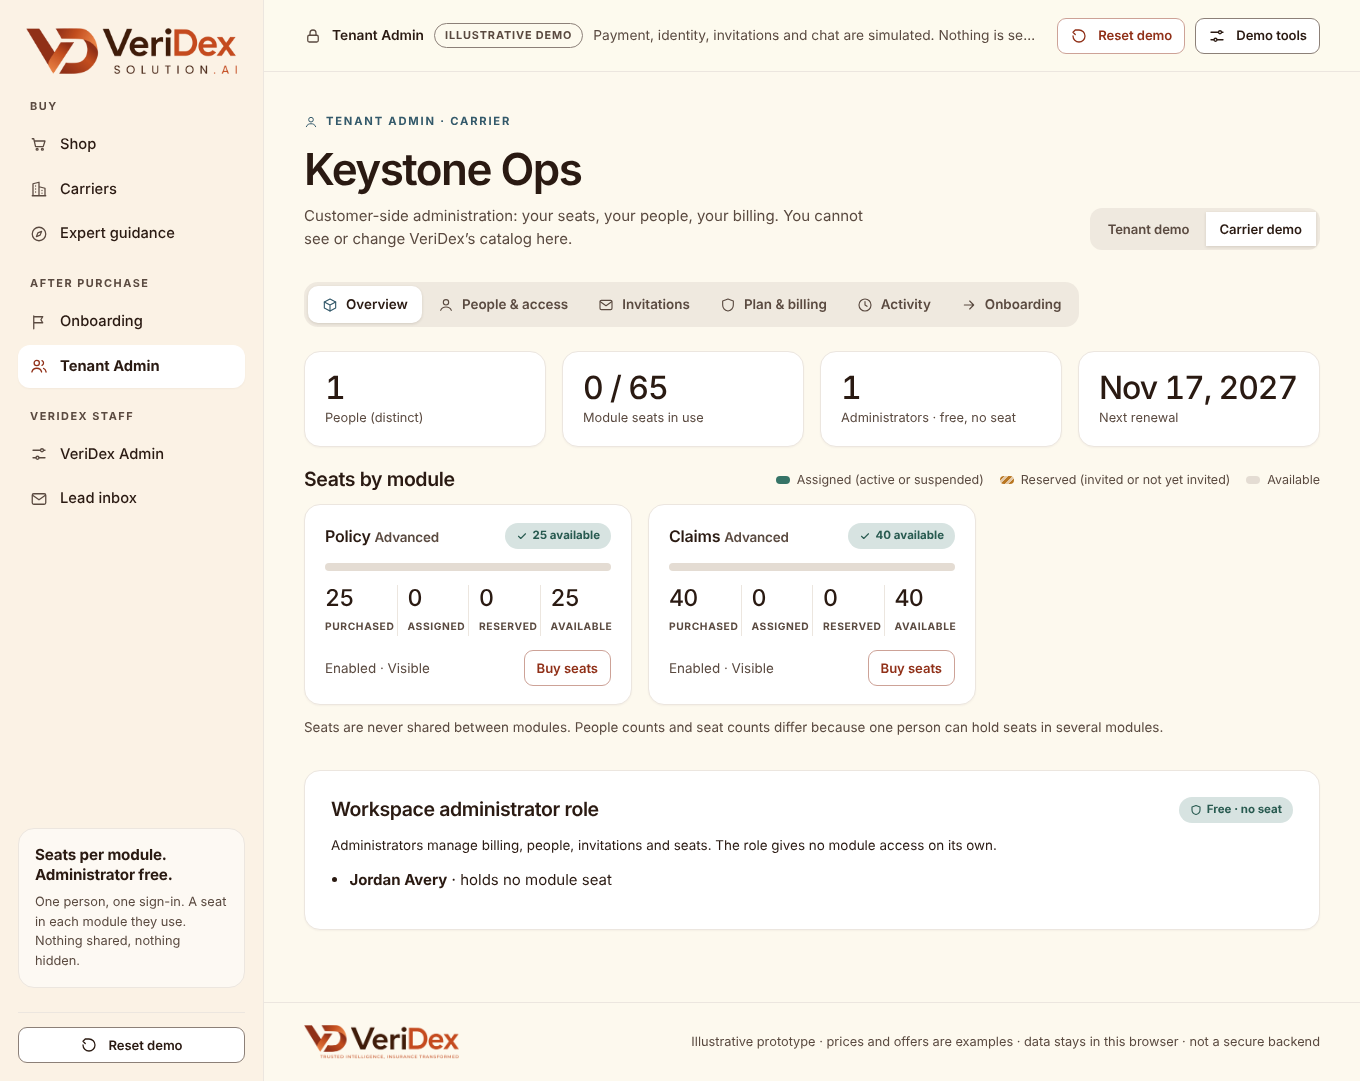 VeriDex
SOLUTION.AI
BUY
Shop
Carriers
Expert guidance
AFTER PURCHASE
Onboarding
Tenant Admin
VERIDEX STAFF
VeriDex Admin
Lead inbox
Seats per module.
Administrator free.
One person, one sign-in. A seat
in each module they use.
Nothing shared, nothing
hidden.
Reset demo
Tenant Admin ILLUSTRATIVE DEMO Payment, identity, invitations and chat are simulated. Nothing is se... Reset demo Demo tools
TENANT ADMIN · CARRIER
Keystone Ops
Customer-side administration: your seats, your people, your billing. You cannot
see or change VeriDex’s catalog here.
Tenant demo Carrier demo
Overview People & access Invitations Plan & billing Activity Onboarding
1
People (distinct)
0 / 65
Module seats in use
1
Administrators · free, no seat
Nov 17, 2027
Next renewal
Seats by module
Assigned (active or suspended) Reserved (invited or not yet invited) Available
Policy Advanced 25 available
25 0 0 25
PURCHASED ASSIGNED RESERVED AVAILABLE
Enabled · Visible Buy seats
Claims Advanced 40 available
40 0 0 40
PURCHASED ASSIGNED RESERVED AVAILABLE
Enabled · Visible Buy seats
Seats are never shared between modules. People counts and seat counts differ because one person can hold seats in several modules.
Workspace administrator role Free · no seat
Administrators manage billing, people, invitations and seats. The role gives no module access on its own.
• Jordan Avery · holds no module seat
VeriDex
TRUSTED INTELLIGENCE, INSURANCE TRANSFORMED
Illustrative prototype · prices and offers are examples · data stays in this browser · not a secure backend